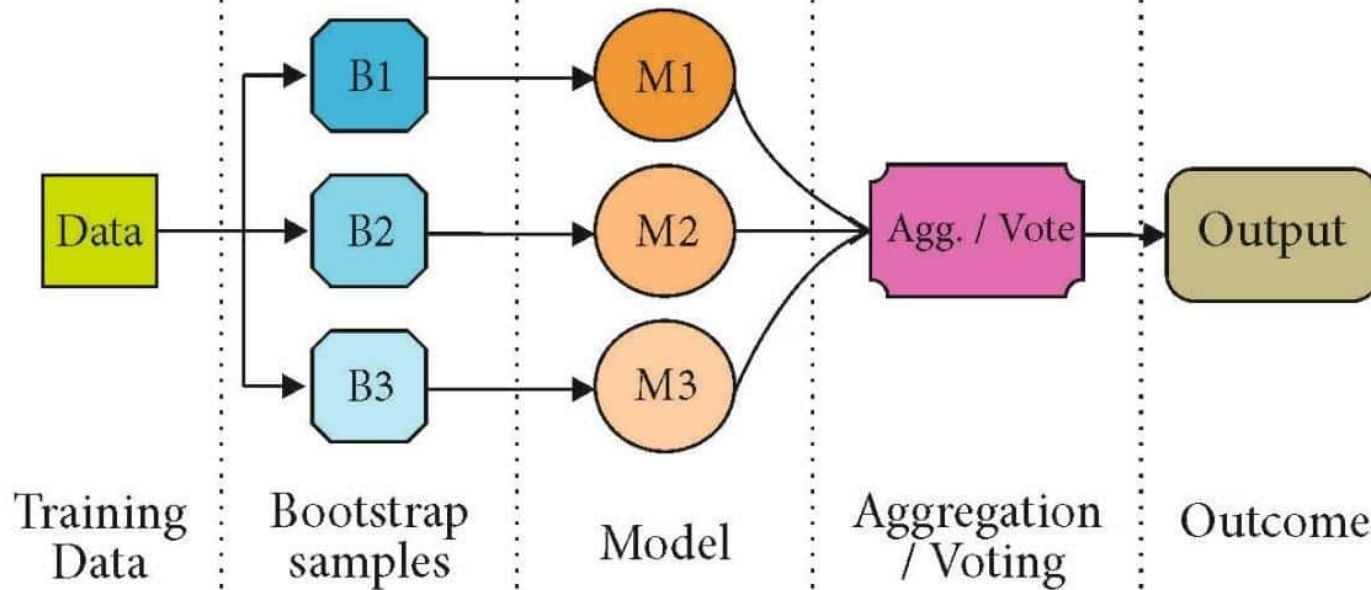 B1
M1
Data
B2
M2
Agg. / Vote
Output
B3
M3
Training
Data
Bootstrap
samples
Model
Aggregation
/ Voting
Outcome